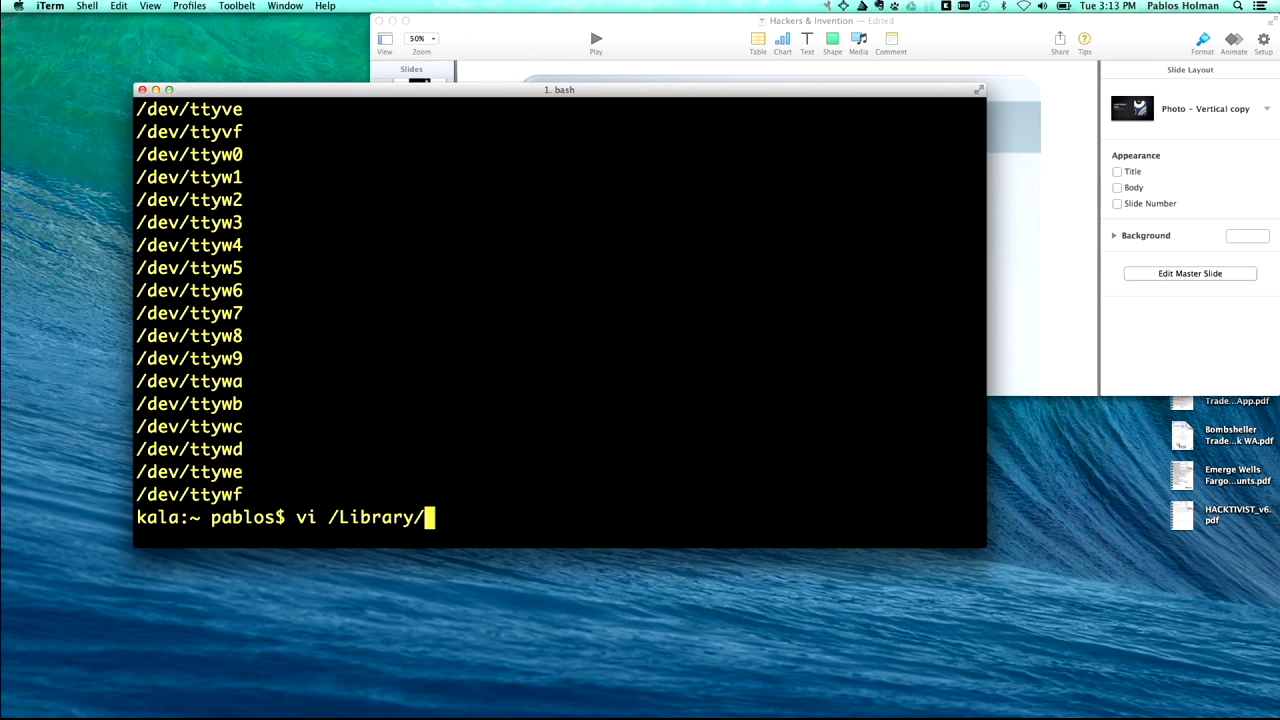 iTerm Shell Edit View Profiles Toolbelt Window Help
Tue 3:13 PM Pablos Holman
Hackers & Invention — Edited
50%
View Zoom Play Table Chart Text Shape Media Comment Share Tips Format Animate Setup
Slides
Slide Layout
Photo - Vertical copy
Appearance
Title
Body
Slide Number
Background
Edit Master Slide
1. bash
/dev/ttyve
/dev/ttyvf
/dev/ttyw0
/dev/ttyw1
/dev/ttyw2
/dev/ttyw3
/dev/ttyw4
/dev/ttyw5
/dev/ttyw6
/dev/ttyw7
/dev/ttyw8
/dev/ttyw9
/dev/ttywa
/dev/ttywb
/dev/ttywc
/dev/ttywd
/dev/ttywe
/dev/ttywf
kala:~ pablos$ vi /Library/
Trade...App.pdf
Bombsheller
Trade...k WA.pdf
Emerge Wells
Fargo...unts.pdf
HACKTIVIST_v6.
pdf